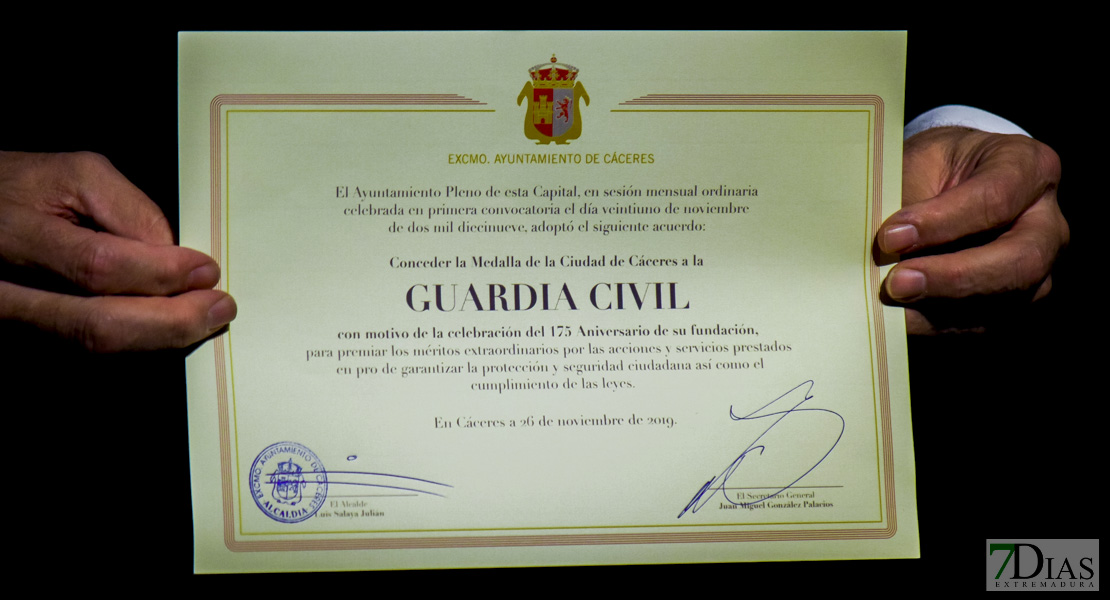 EXCMO. AYUNTAMIENTO DE CÁCERES
El Ayuntamiento Pleno de esta Capital, en sesión mensual ordinaria
celebrada en primera convocatoria el día veintiuno de noviembre
de dos mil diecinueve, adoptó el siguiente acuerdo:
Conceder la Medalla de la Ciudad de Cáceres a la
GUARDIA CIVIL
con motivo de la celebración del 175 Aniversario de su fundación,
para premiar los méritos extraordinarios por las acciones y servicios prestados
en pro de garantizar la protección y seguridad ciudadana así como el
cumplimiento de las leyes.
En Cáceres a 26 de noviembre de 2019.
EXCMO. AYUNTAMIENTO DE CÁCERES
ALCALDIA
El Alcalde
Luis Salaya Julián
El Secretario General
Juan Miguel González Palacios
7DIAS
EXTREMADURA